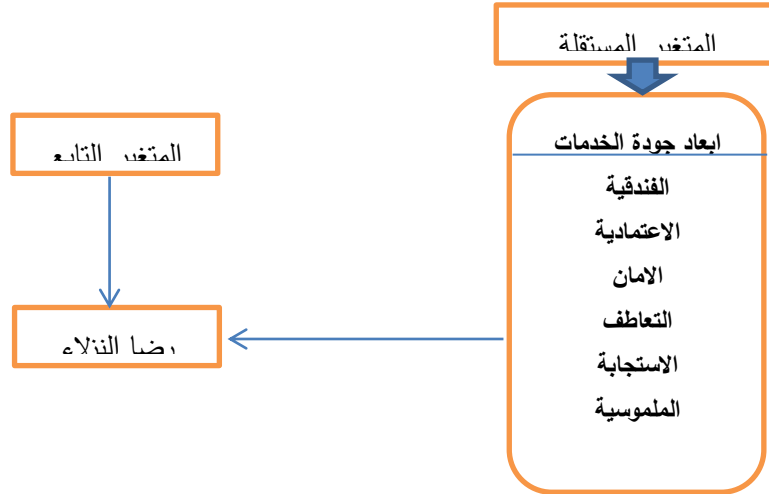 المتغير المستقلة
ابعاد جودة الخدمات
الفندقية
الاعتمادية
الامان
التعاطف
الاستجابة
الملموسية
المتغير التابع
رضا النزلاء